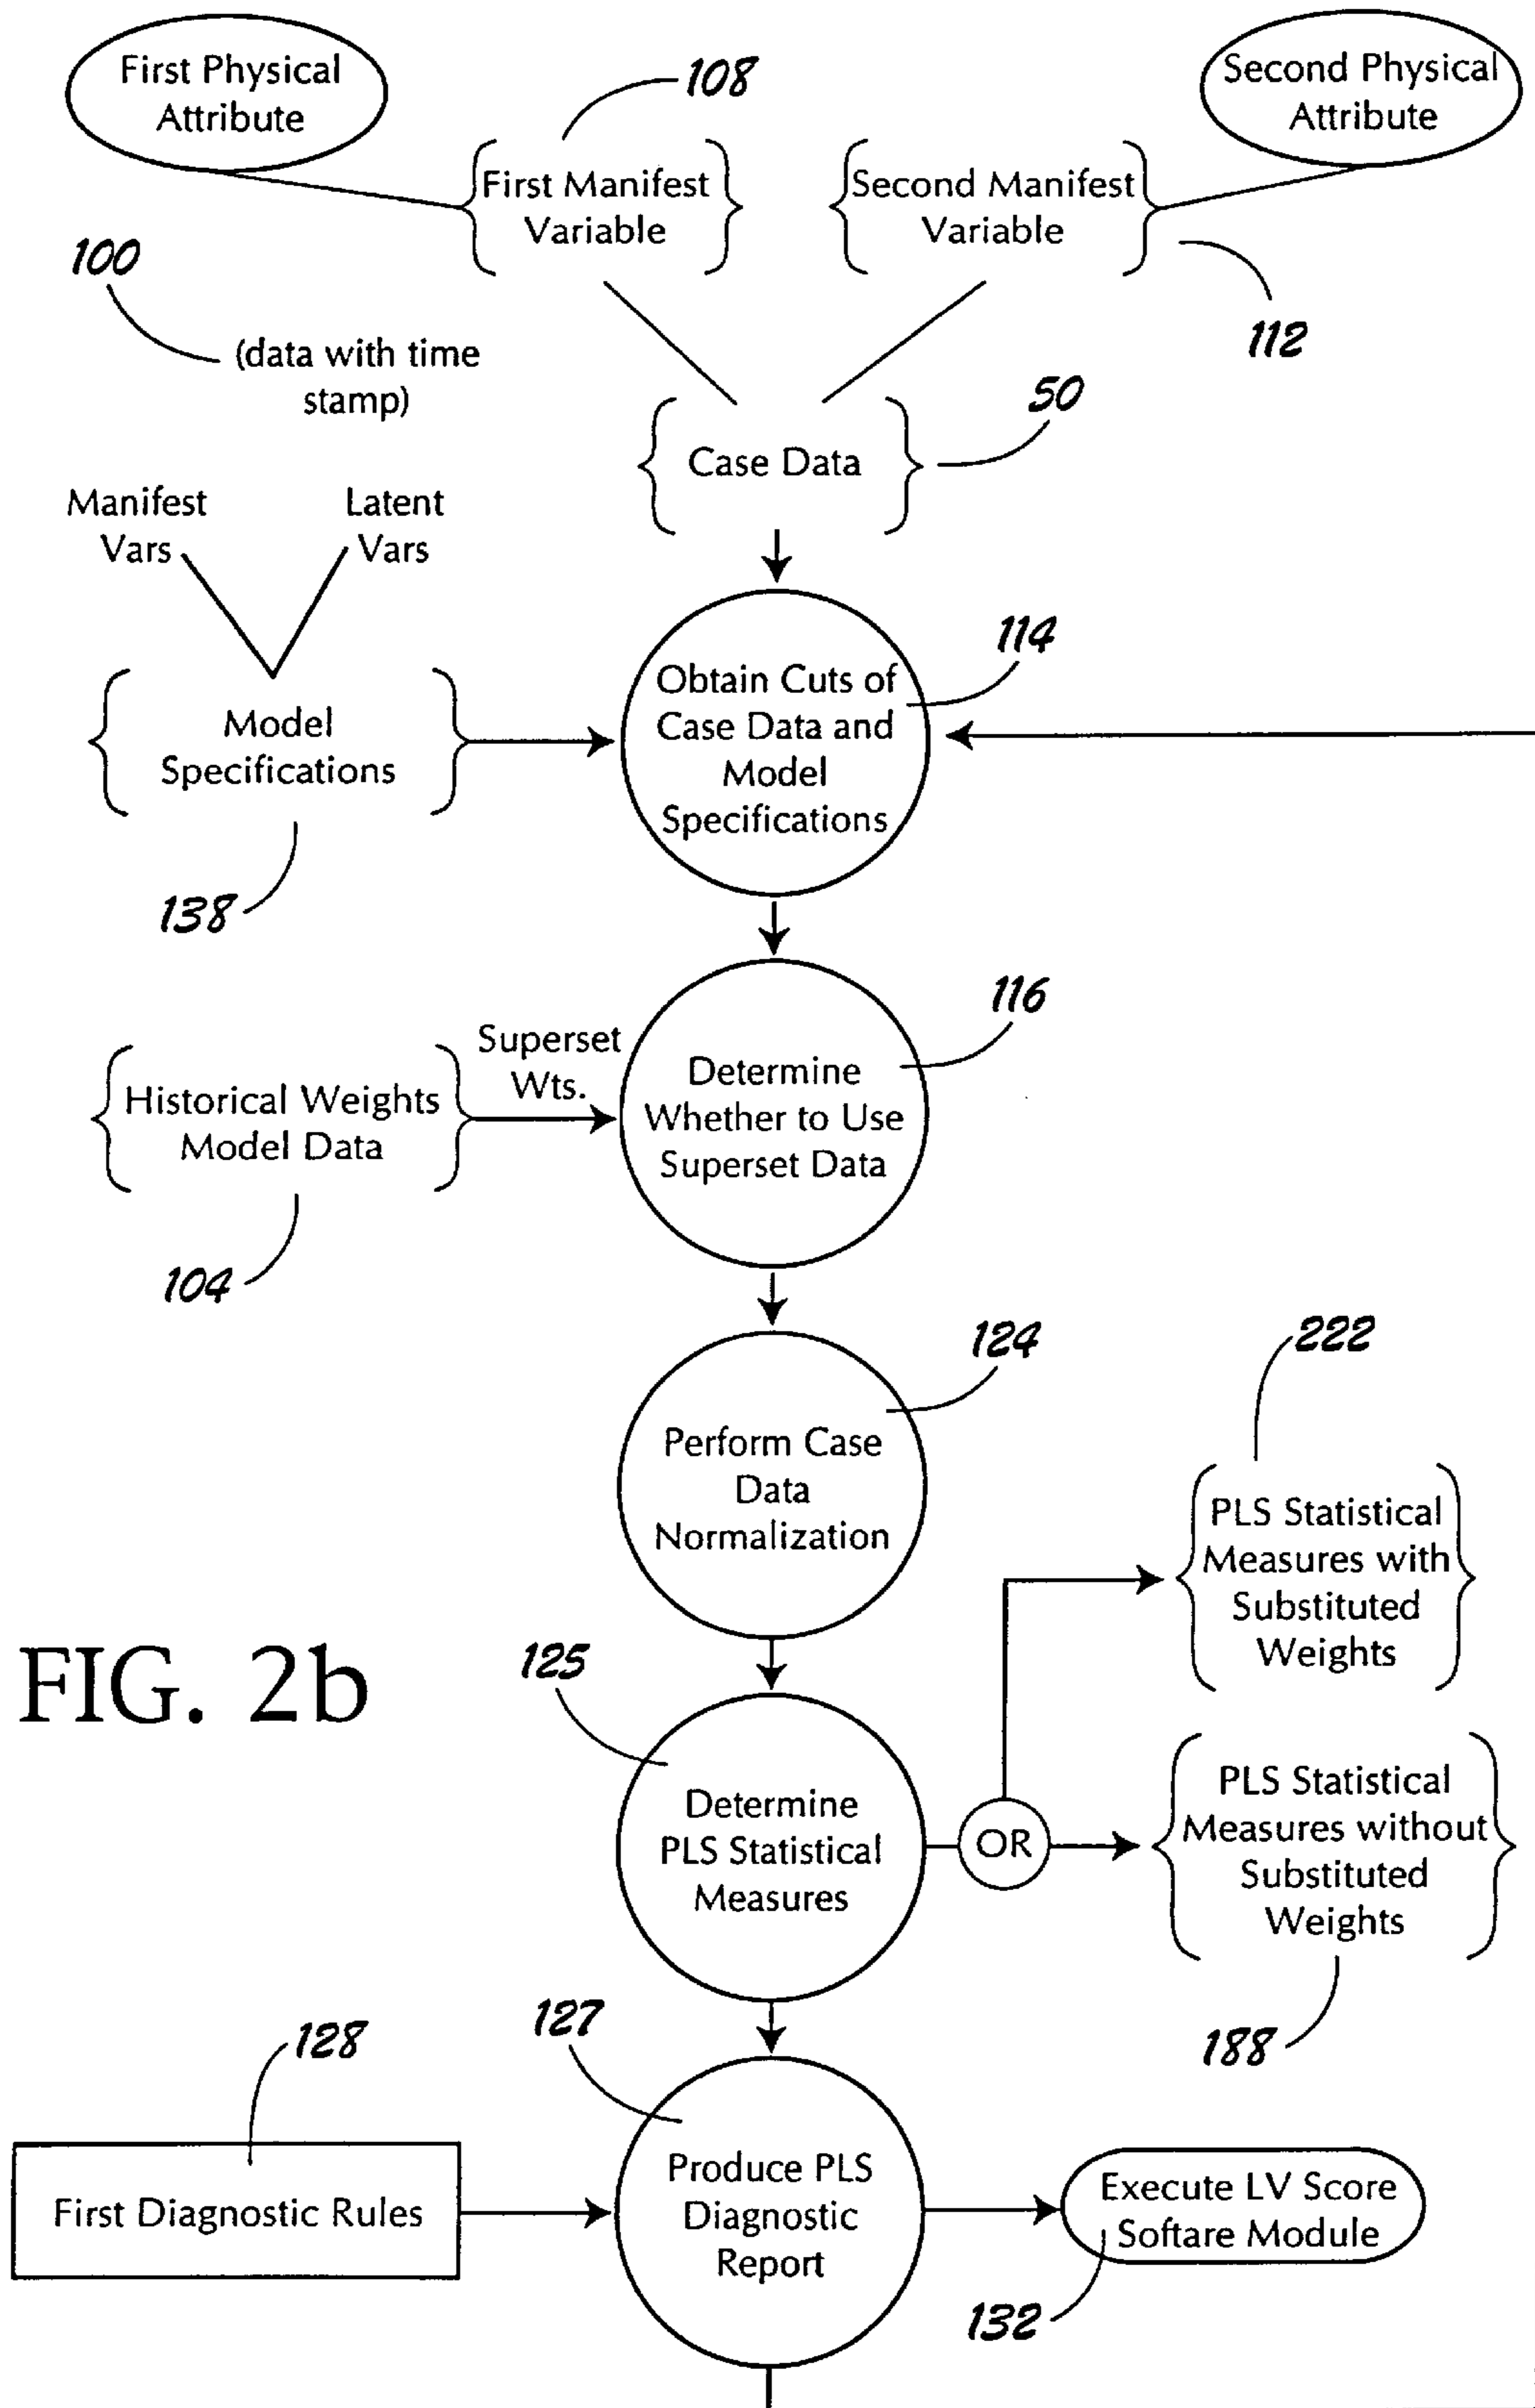 First Physical
Attribute
108
Second Physical
Attribute
{First Manifest
Variable}
{Second Manifest
Variable}
100
112
(data with time
stamp)
50
{Case Data}
Manifest
Vars
Latent
Vars
114
Obtain Cuts of
Case Data and
Model
Specifications
{Model
Specifications}
138
116
Superset
Wts.
{Historical Weights
Model Data}
Determine
Whether to Use
Superset Data
104
124
222
Perform Case
Data
Normalization
{PLS Statistical
Measures with
Substituted
Weights}
FIG. 2b
125
Determine
PLS Statistical
Measures
OR
{PLS Statistical
Measures without
Substituted
Weights}
188
127
128
First Diagnostic Rules
Produce PLS
Diagnostic
Report
Execute LV Score
Softare Module
132